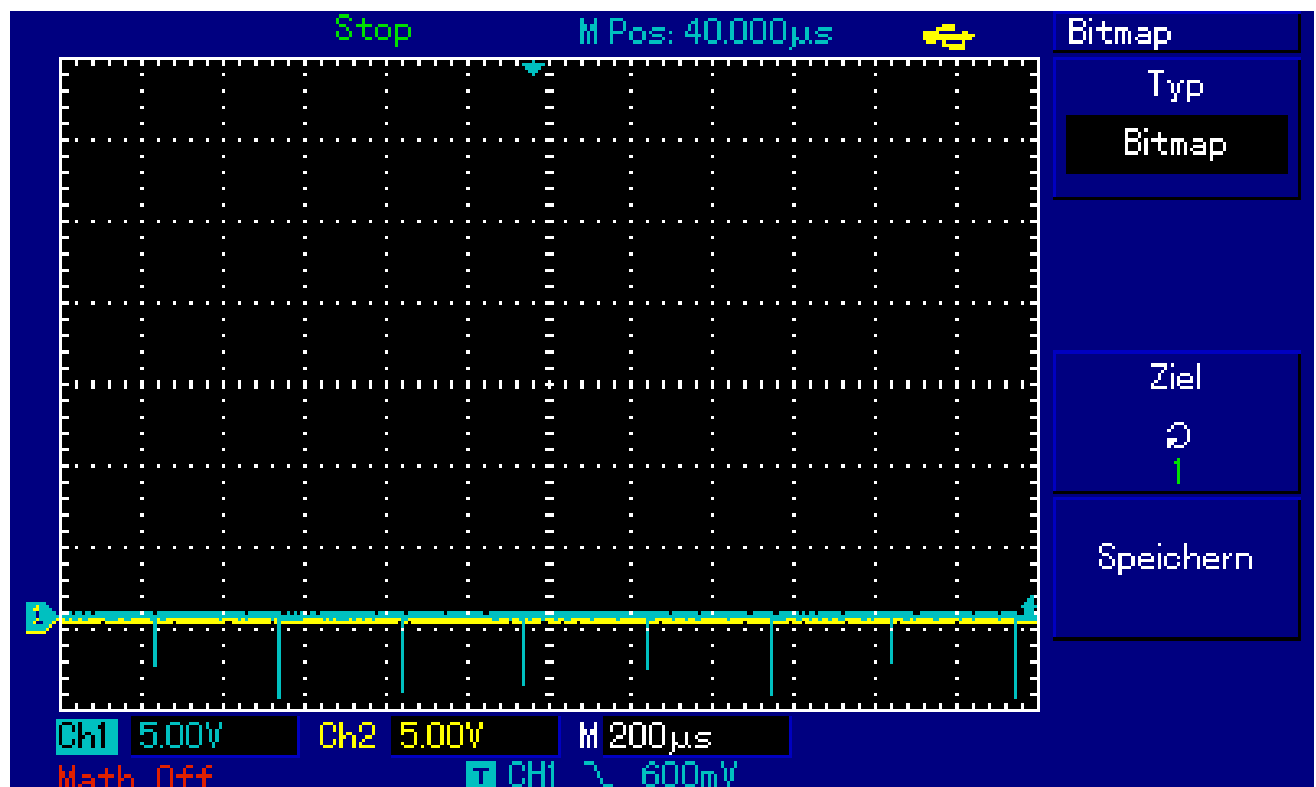 Stop M Pos: 40.000µs Bitmap
Typ
Bitmap
Ziel
1
Speichern
1
Ch1 5.00V Ch2 5.00V M 200µs
Math Off T CH1 600mV